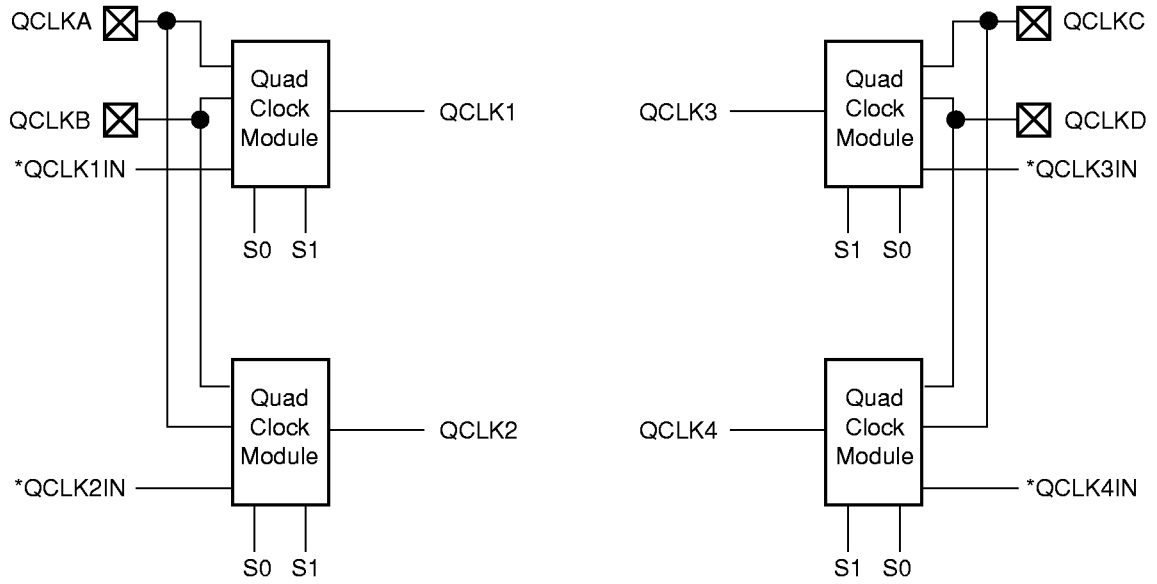 QCLKA
QCLKC
Quad
Clock
Module
Quad
Clock
Module
QCLKB
QCLK1
QCLK3
QCLKD
*QCLK1IN
*QCLK3IN
S0 S1
S1 S0
Quad
Clock
Module
Quad
Clock
Module
QCLK2
QCLK4
*QCLK2IN
*QCLK4IN
S0 S1
S1 S0